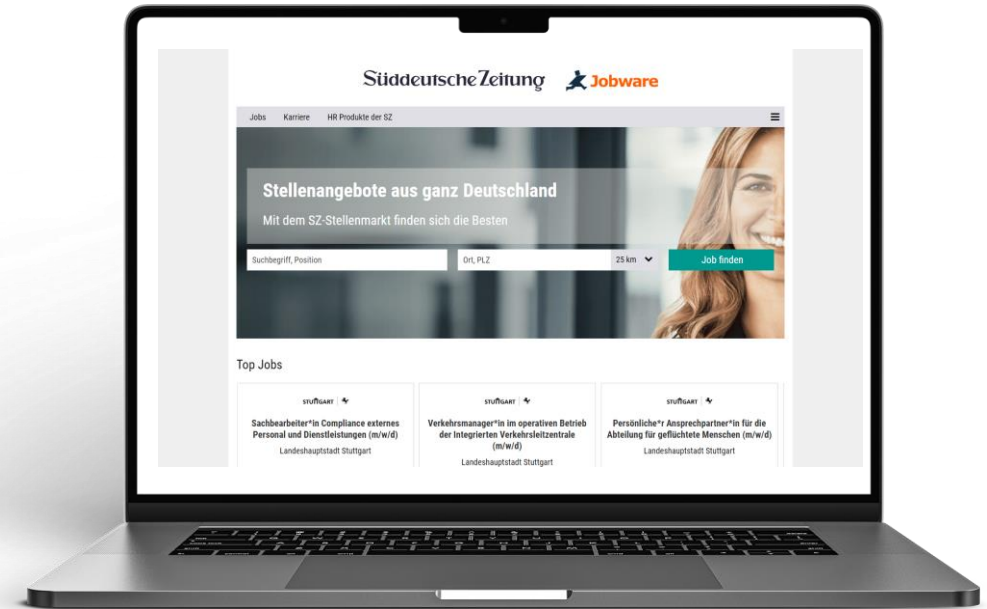 Süddeutsche Zeitung Jobware
Jobs Karriere HR Produkte der SZ
Stellenangebote aus ganz Deutschland
Mit dem SZ-Stellenmarkt finden sich die Besten
Suchbegriff, Position Ort, PLZ 25 km Job finden
Top Jobs
STUTTGART
Sachbearbeiter*in Compliance externes
Personal und Dienstleistungen (m/w/d)
Landeshauptstadt Stuttgart
STUTTGART
Verkehrsmanager*in im operativen Betrieb
der Integrierten Verkehrsleitzentrale
(m/w/d)
Landeshauptstadt Stuttgart
STUTTGART
Persönliche*r Ansprechpartner*in für die
Abteilung für geflüchtete Menschen (m/w/d)
Landeshauptstadt Stuttgart